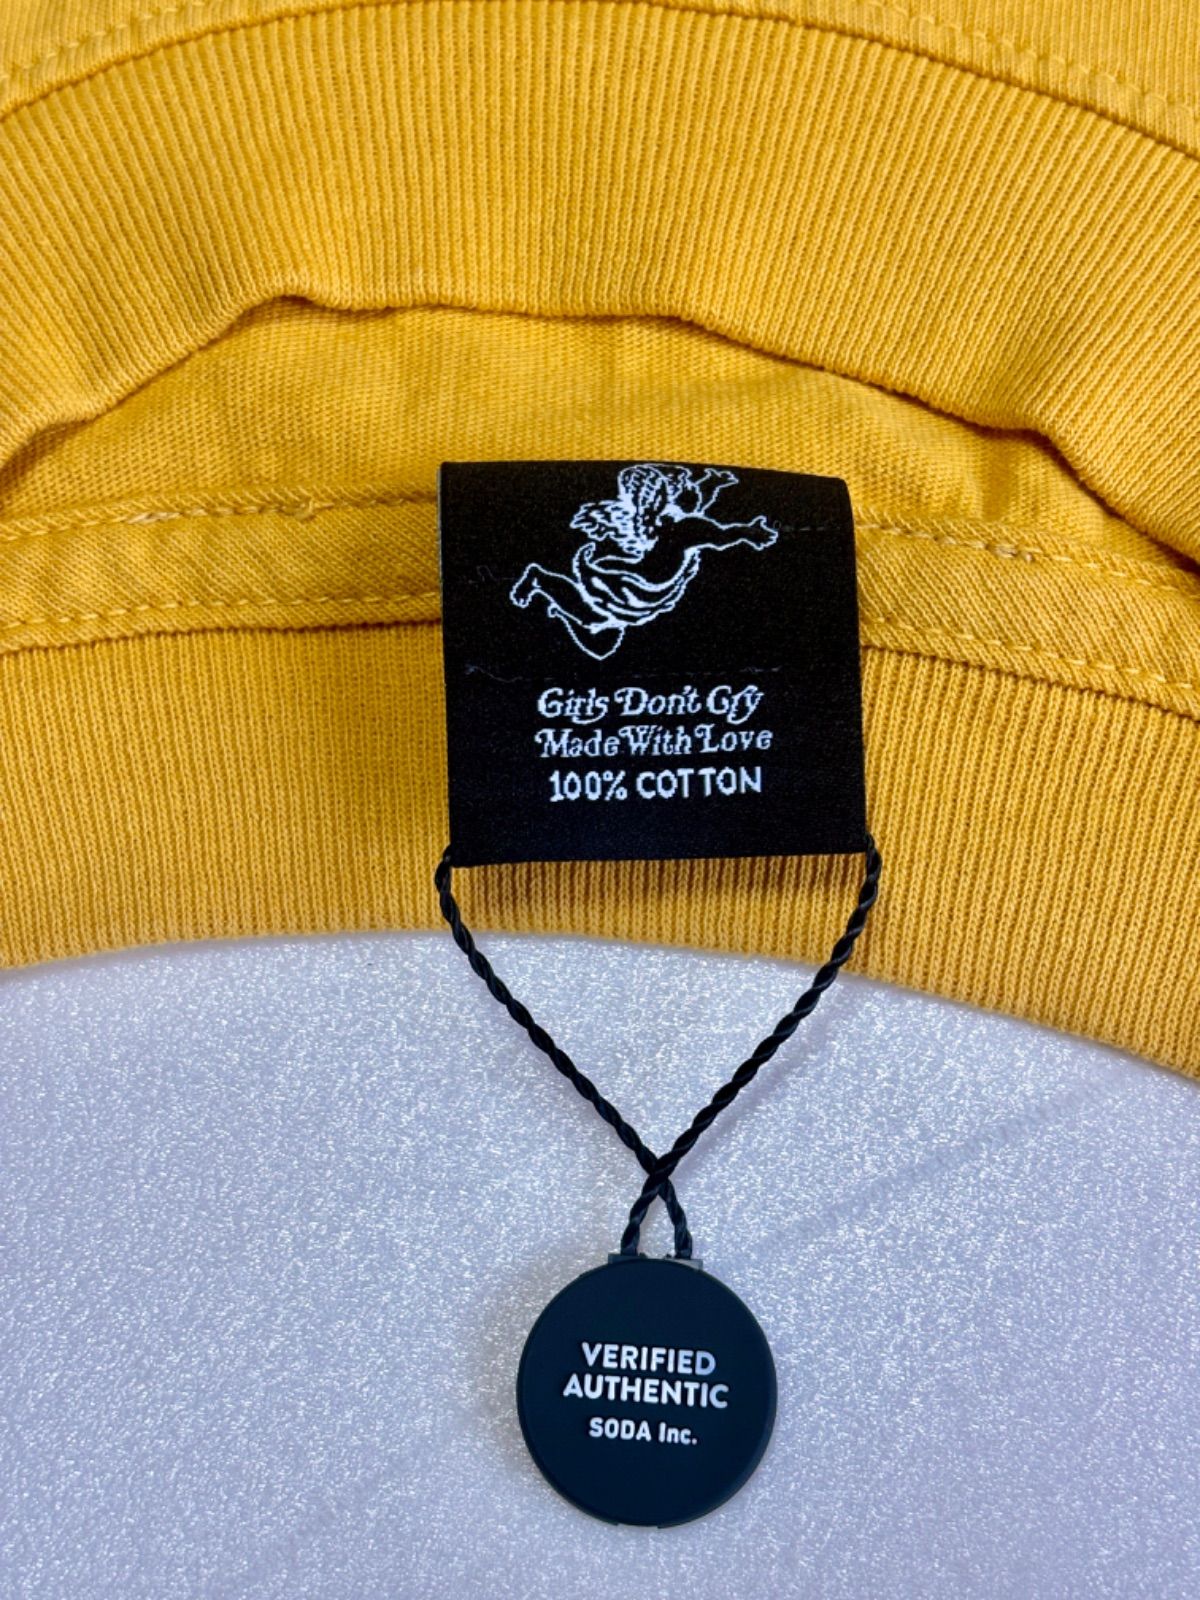 Girls Don't Cry
Made With Love
100% COTTON
VERIFIED
AUTHENTIC
SODA Inc.